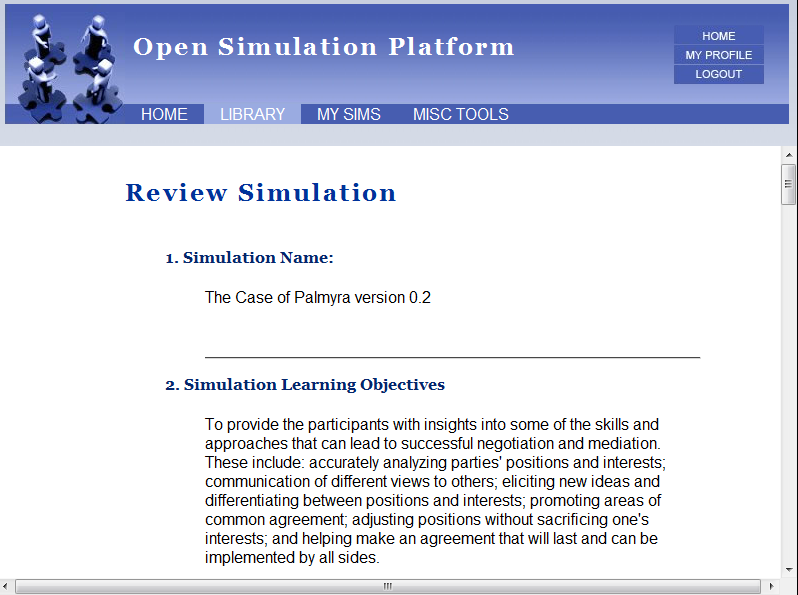 Open Simulation Platform
HOME
MY PROFILE
LOGOUT
HOME LIBRARY MY SIMS MISC TOOLS
Review Simulation
1. Simulation Name:
The Case of Palmyra version 0.2
2. Simulation Learning Objectives
To provide the participants with insights into some of the skills and
approaches that can lead to successful negotiation and mediation.
These include: accurately analyzing parties' positions and interests;
communication of different views to others; eliciting new ideas and
differentiating between positions and interests; promoting areas of
common agreement; adjusting positions without sacrificing one's
interests; and helping make an agreement that will last and can be
implemented by all sides.